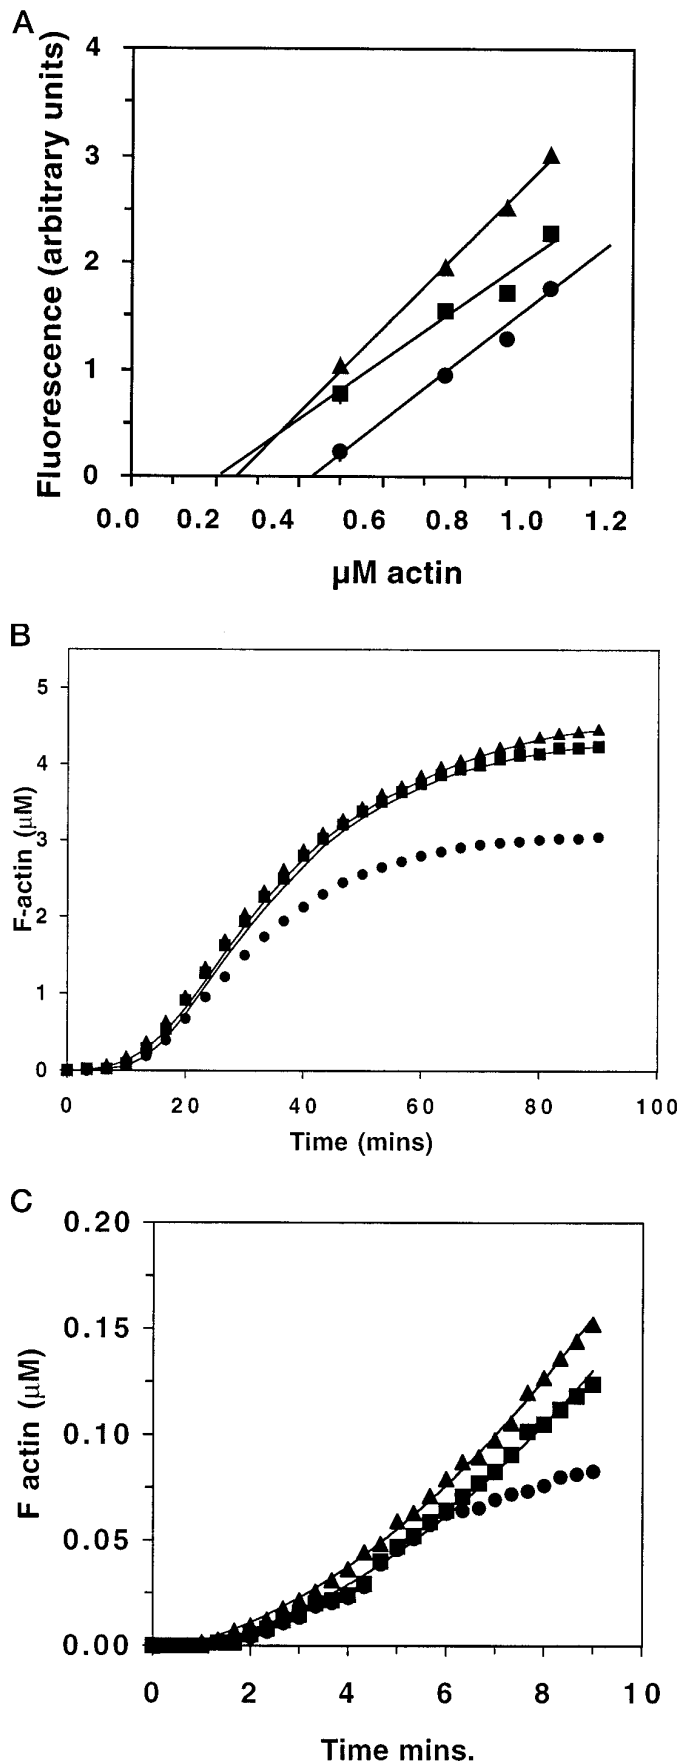 A
Fluorescence (arbitrary units)
4
3
2
1
0
0.0 0.2 0.4 0.6 0.8 1.0 1.2
µM actin
B
F-actin (µM)
5
4
3
2
1
0
0 20 40 60 80 100
Time (mins)
C
F actin (µM)
0.20
0.15
0.10
0.05
0.00
0 2 4 6 8 10
Time mins.